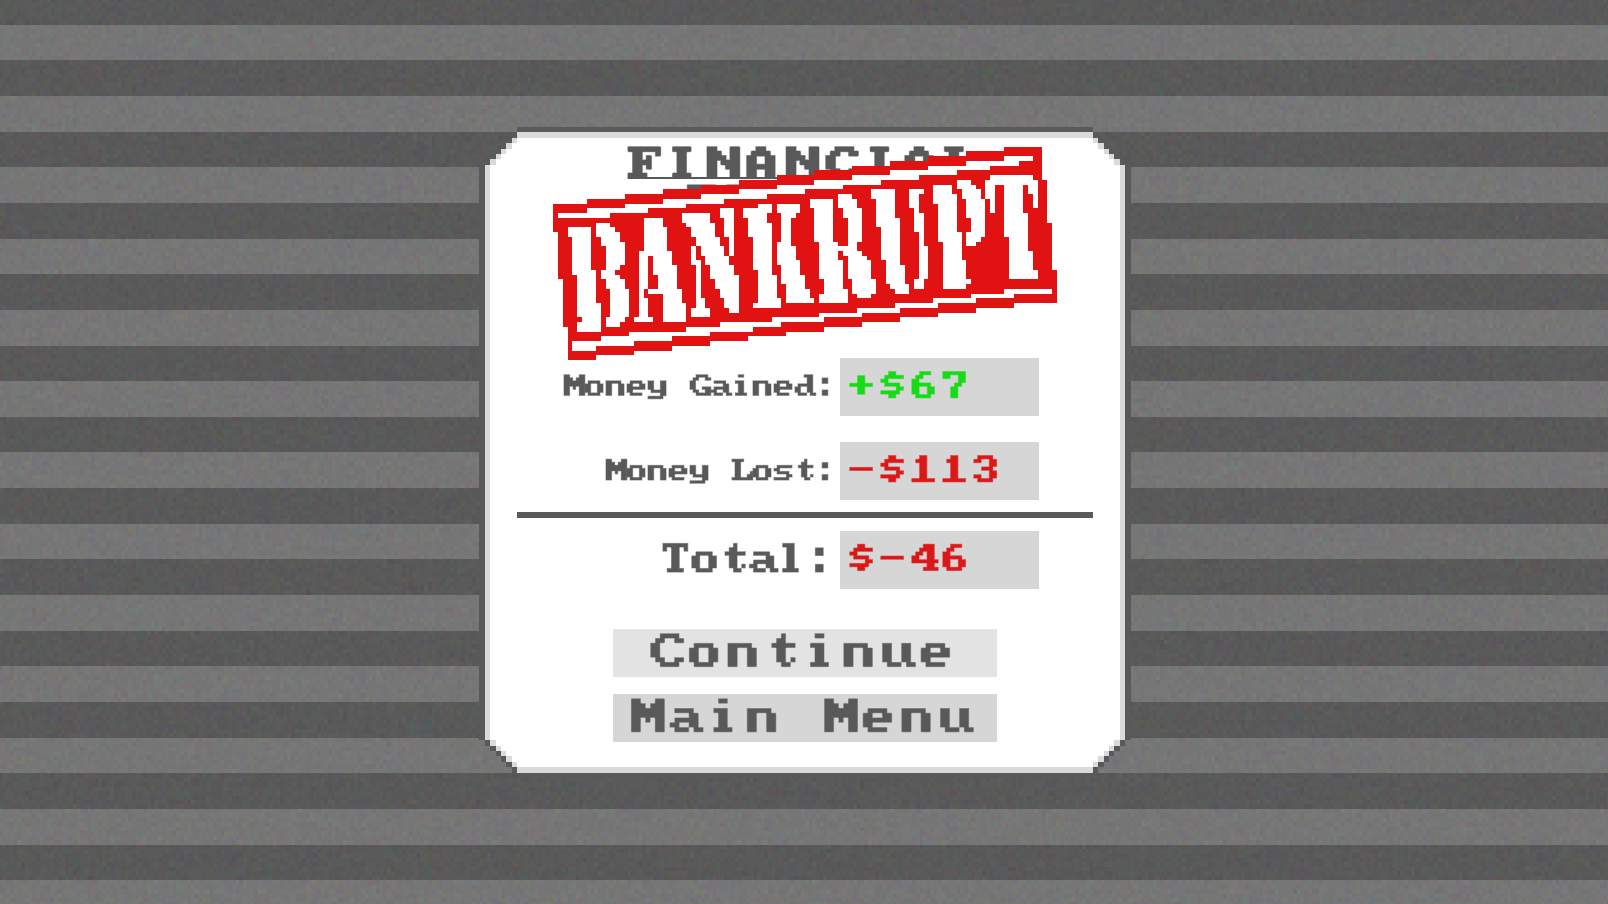 FINANCIAL
BANKRUPT
Money Gained: +$67
Money Lost: -$113
Total: $-46
Continue
Main Menu